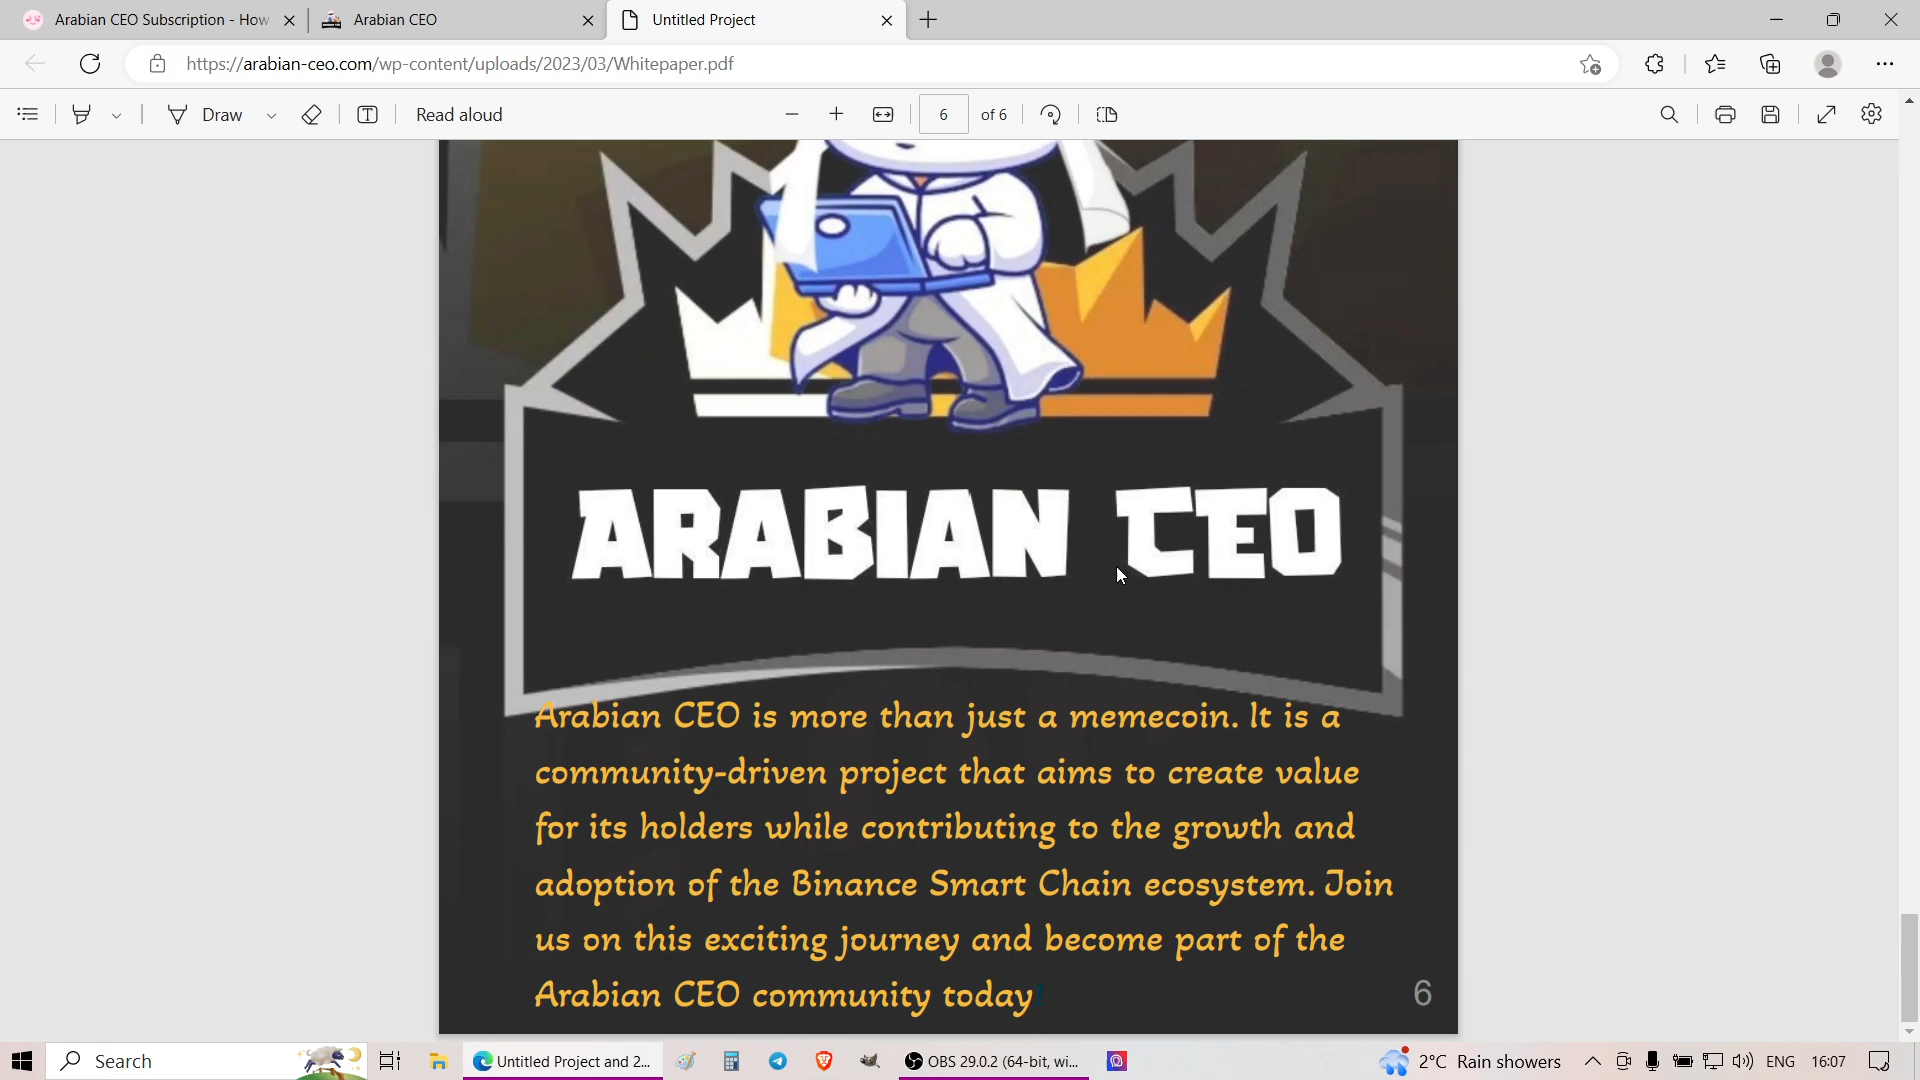 Arabian CEO Subscription - How
Arabian CEO
Untitled Project
https://arabian-ceo.com/wp-content/uploads/2023/03/Whitepaper.pdf
Draw
Read aloud
6
of 6
ARABIAN CEO
Arabian CEO is more than just a memecoin. It is a
community-driven project that aims to create value
for its holders while contributing to the growth and
adoption of the Binance Smart Chain ecosystem. Join
us on this exciting journey and become part of the
Arabian CEO community today!
6
Search
Untitled Project and 2...
OBS 29.0.2 (64-bit, wi...
2°C Rain showers
ENG
16:07